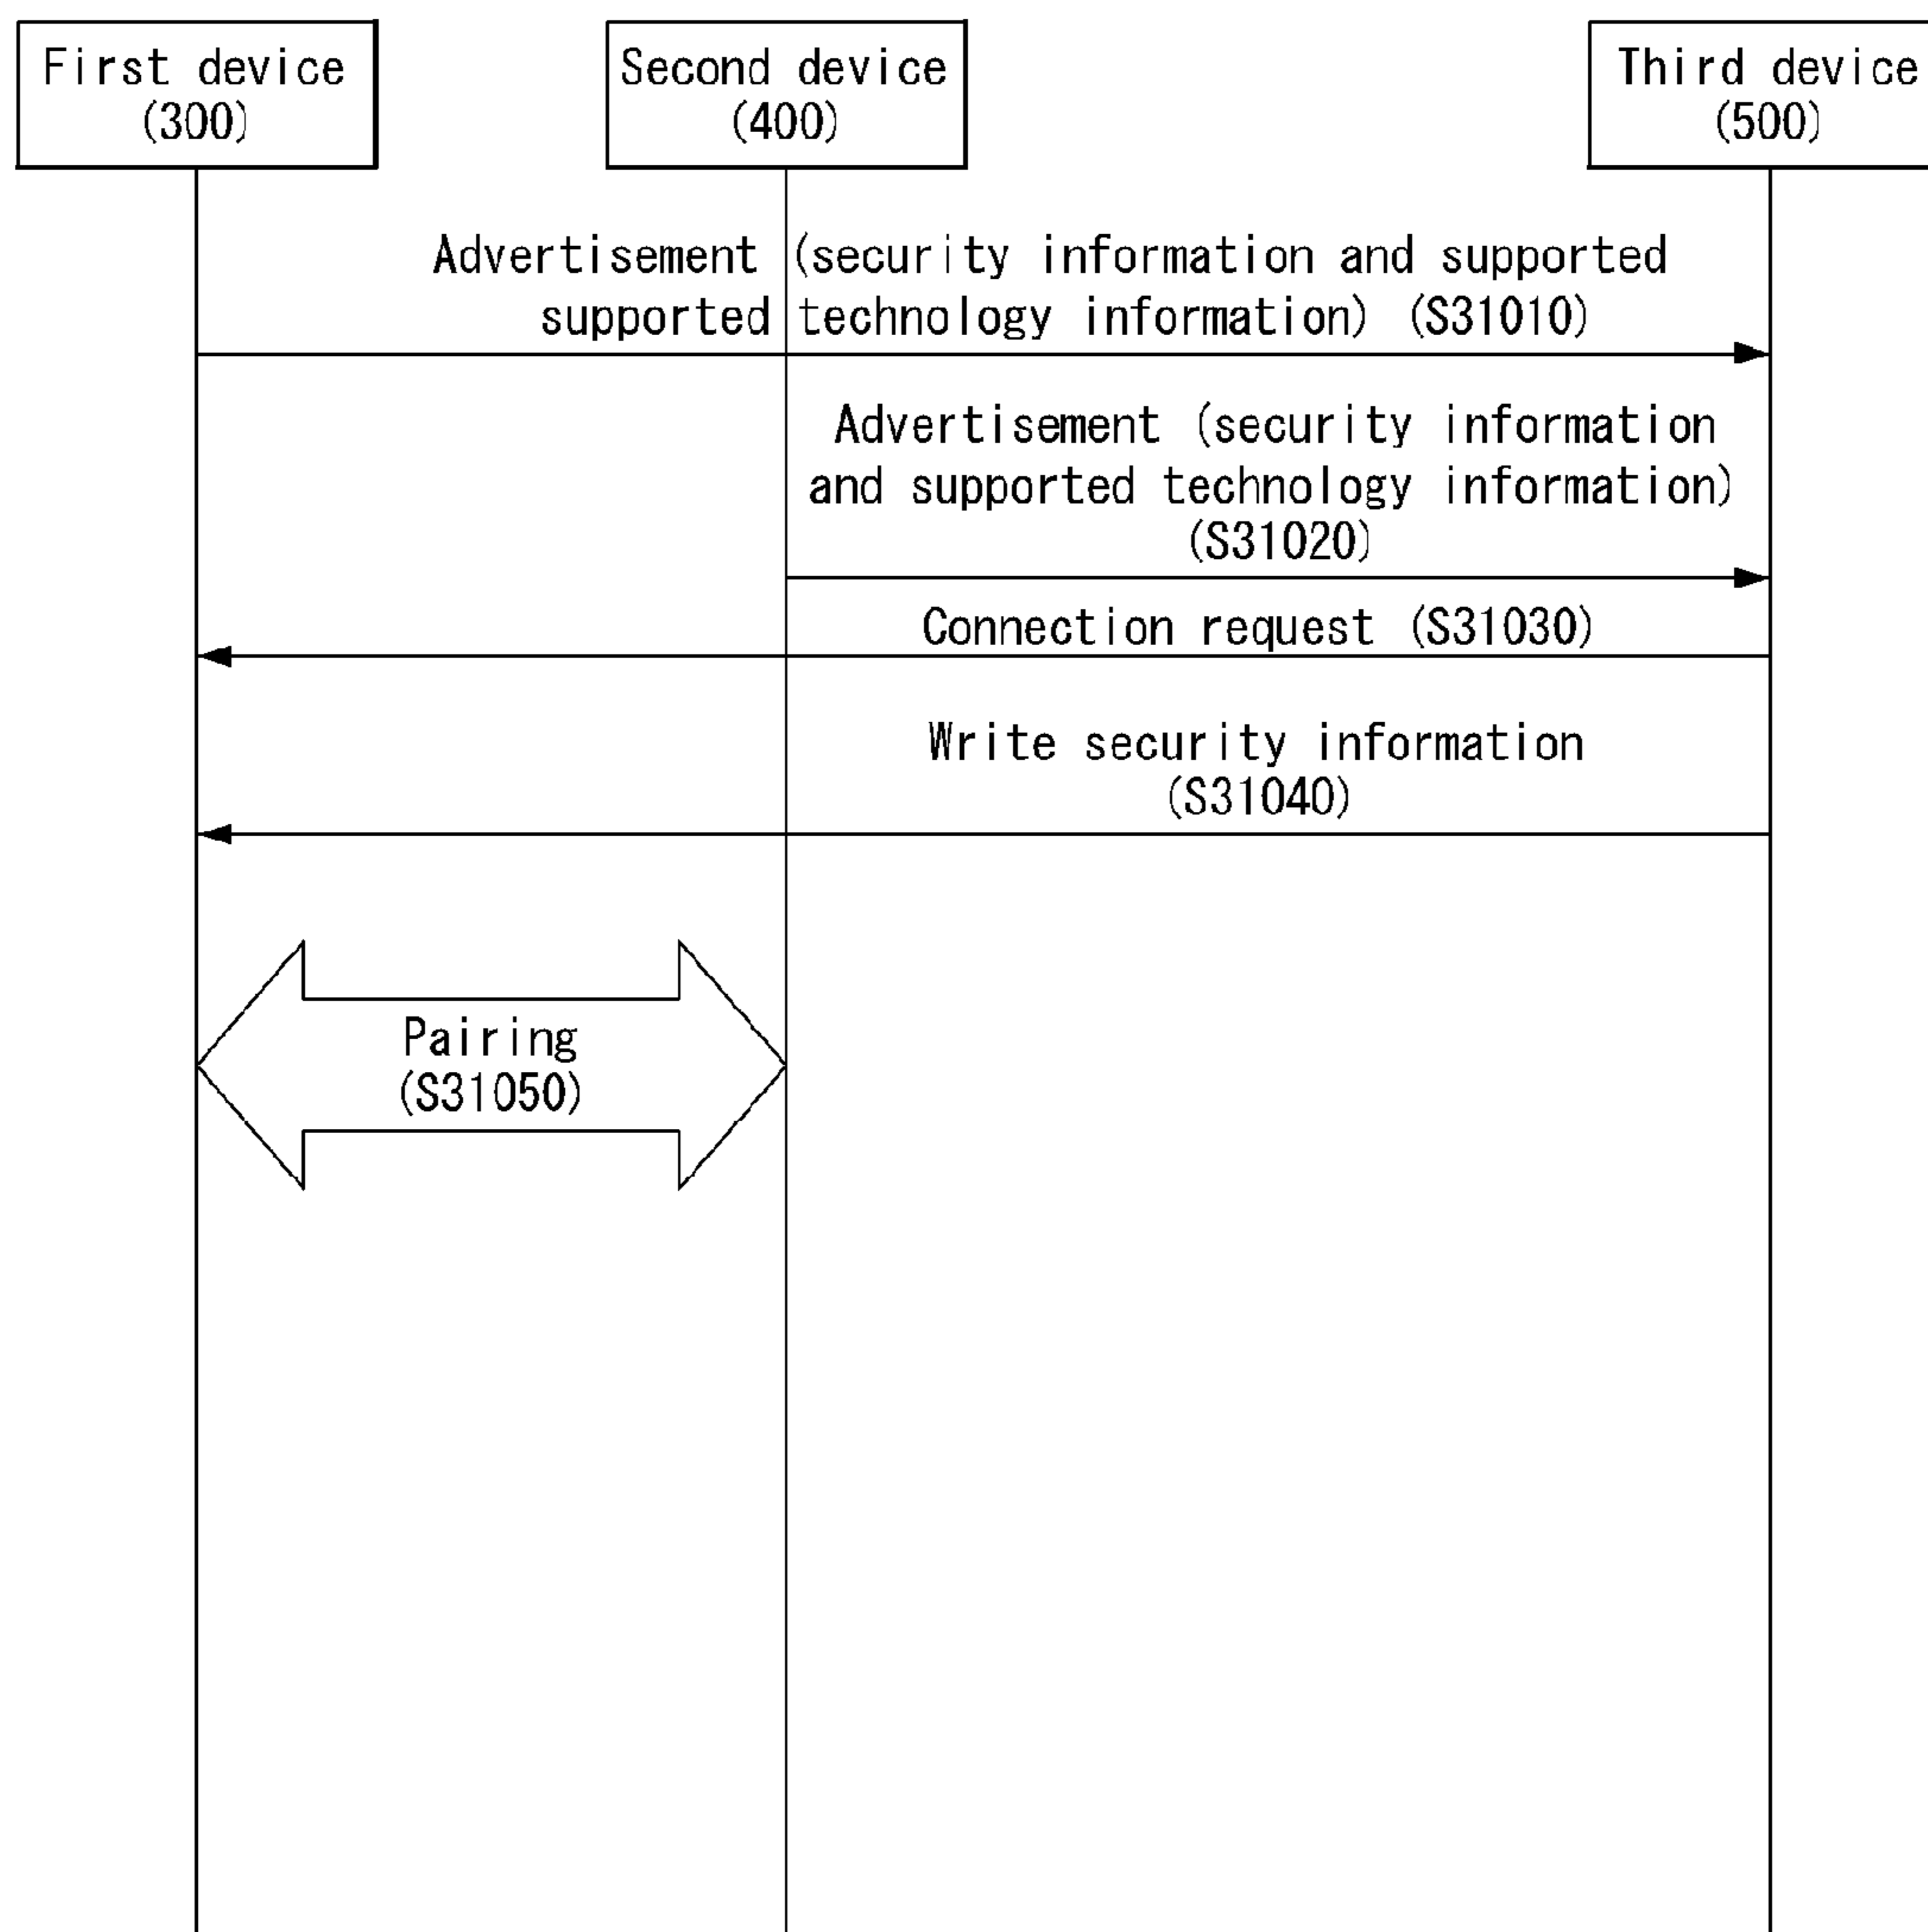 First device
(300)
Second device
(400)
Third device
(500)
Advertisement (security information and supported
supported technology information) (S31010)
Advertisement (security information
and supported technology information)
(S31020)
Connection request (S31030)
Write security information
(S31040)
Pairing
(S31050)